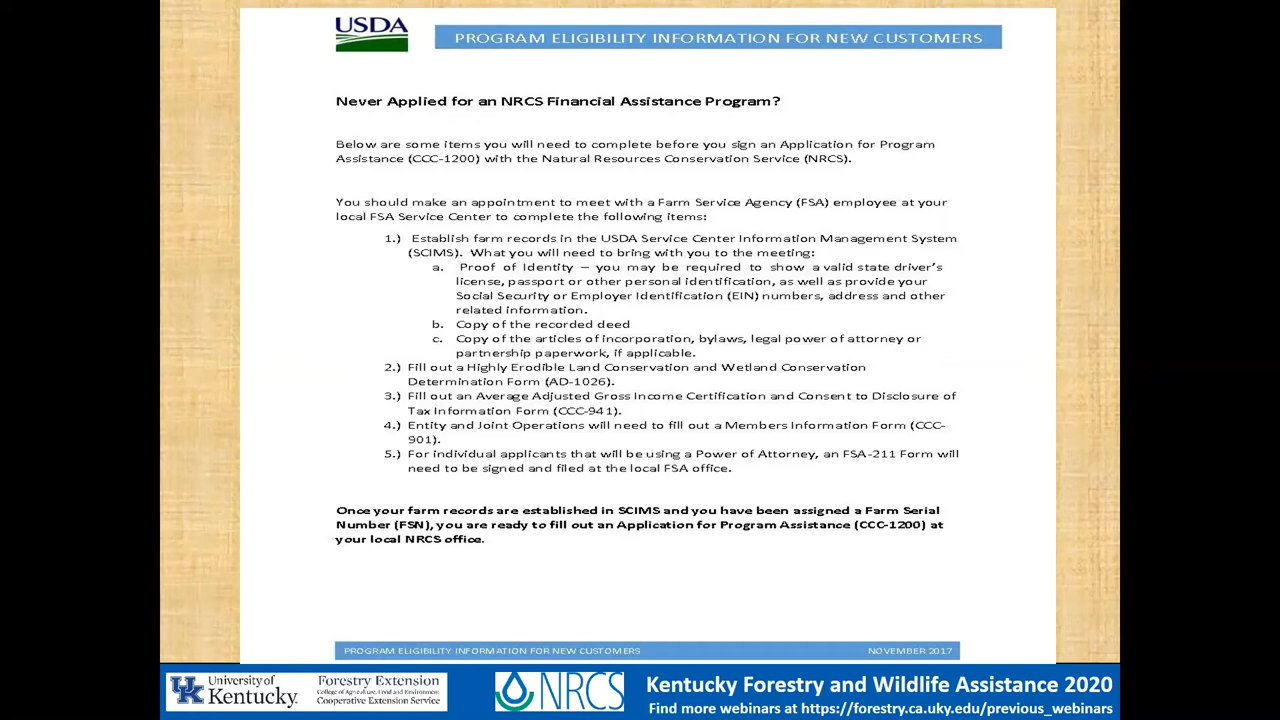 USDA
PROGRAM ELIGIBILITY INFORMATION FOR NEW CUSTOMERS
Never Applied for an NRCS Financial Assistance Program?
Below are some items you will need to complete before you sign an Application for Program
Assistance (CCC-1200) with the Natural Resources Conservation Service (NRCS).
You should make an appointment to meet with a Farm Service Agency (FSA) employee at your
local FSA Service Center to complete the following items:
1.) Establish farm records in the USDA Service Center Information Management System
(SCIMS). What you will need to bring with you to the meeting:
a. Proof of Identity – you may be required to show a valid state driver's
license, passport or other personal identification, as well as provide your
Social Security or Employer Identification (EIN) numbers, address and other
related information.
b. Copy of the recorded deed
c. Copy of the articles of incorporation, bylaws, legal power of attorney or
partnership paperwork, if applicable.
2.) Fill out a Highly Erodible Land Conservation and Wetland Conservation
Determination Form (AD-1026).
3.) Fill out an Average Adjusted Gross Income Certification and Consent to Disclosure of
Tax Information Form (CCC-941).
4.) Entity and Joint Operations will need to fill out a Members Information Form (CCC-
901).
5.) For individual applicants that will be using a Power of Attorney, an FSA-211 Form will
need to be signed and filed at the local FSA office.
Once your farm records are established in SCIMS and you have been assigned a Farm Serial
Number (FSN), you are ready to fill out an Application for Program Assistance (CCC-1200) at
your local NRCS office.
PROGRAM ELIGIBILITY INFORMATION FOR NEW CUSTOMERS NOVEMBER 2017
University of
Kentucky.
Forestry Extension
College of Agriculture, Food and Environment
Cooperative Extension Service
NRCS
Kentucky Forestry and Wildlife Assistance 2020
Find more webinars at https://forestry.ca.uky.edu/previous_webinars